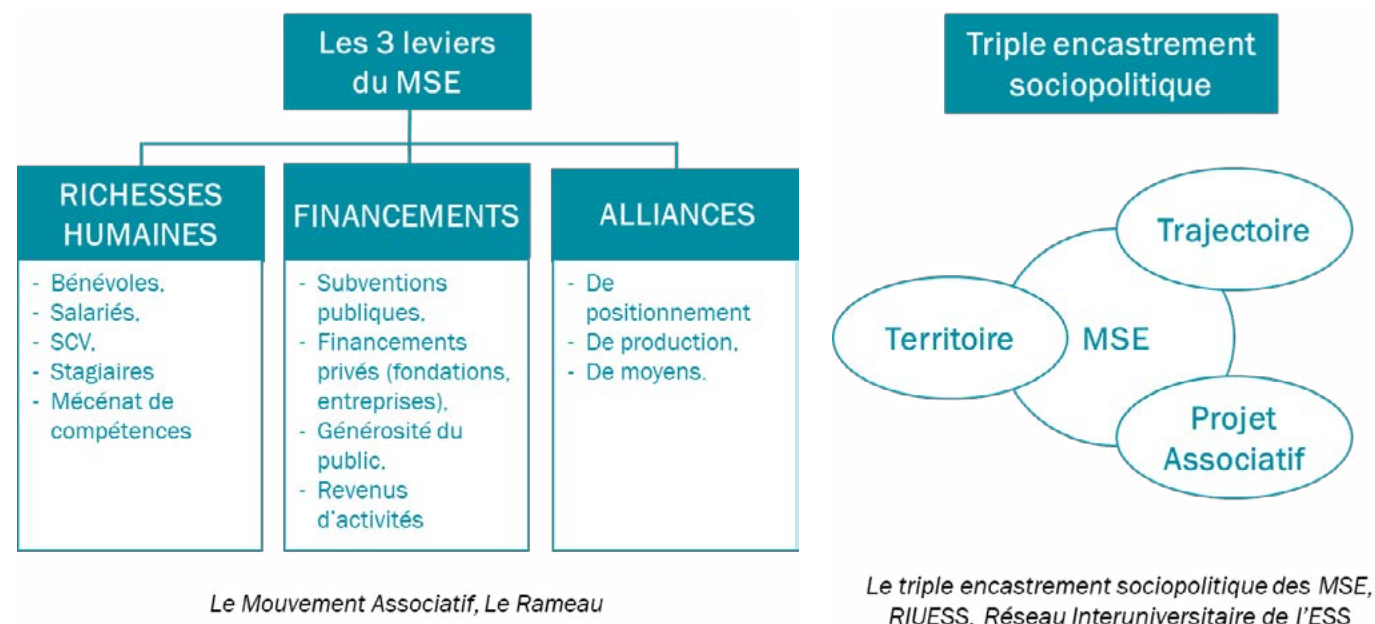 Les 3 leviers
du MSE
RICHESSES
HUMAINES
- Bénévoles,
- Salariés,
- SCV,
- Stagiaires
- Mécénat de
compétences
FINANCEMENTS
- Subventions
publiques,
- Financements
privés (fondations,
entreprises),
- Générosité du
public,
- Revenus
d'activités
ALLIANCES
- De
positionnement
- De production,
- De moyens.
Le Mouvement Associatif, Le Rameau
Triple encastrement
sociopolitique
Trajectoire
Territoire
MSE
Projet
Associatif
Le triple encastrement sociopolitique des MSE,
RIUESS, Réseau Interuniversitaire de l'ESS